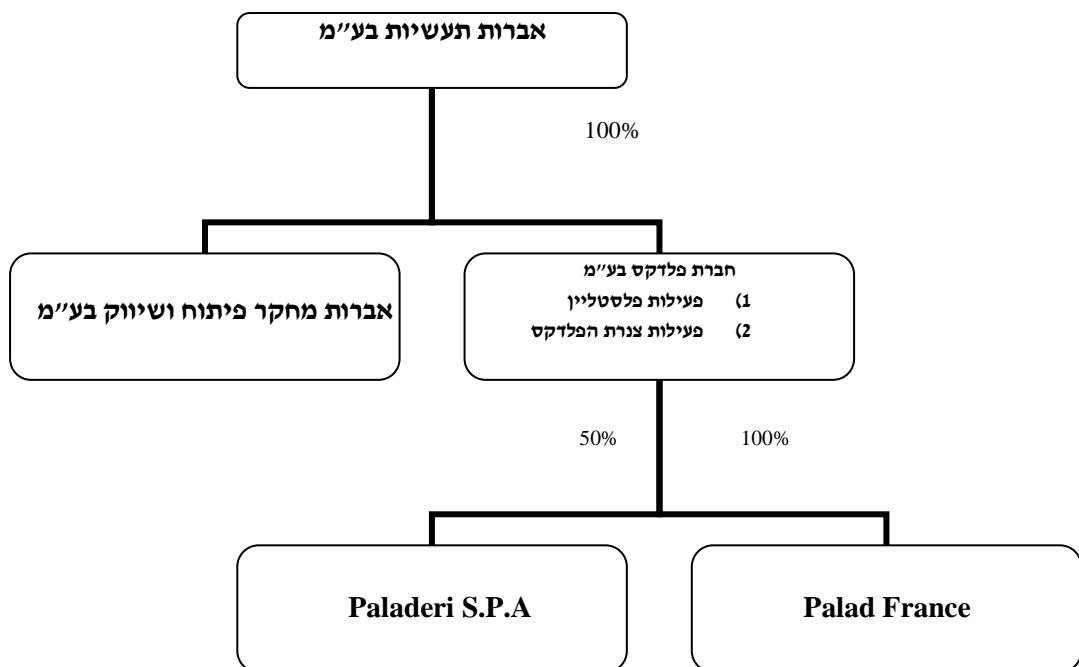 אברות תעשיות בע״מ
100%
חברת פלדקס בע״מ
1) פעילות פלסטליין
2) פעילות צנרת הפלדקס
אברות מחקר פיתוח ושיווק בע״מ
50%
100%
Paladeri S.P.A
Palad France